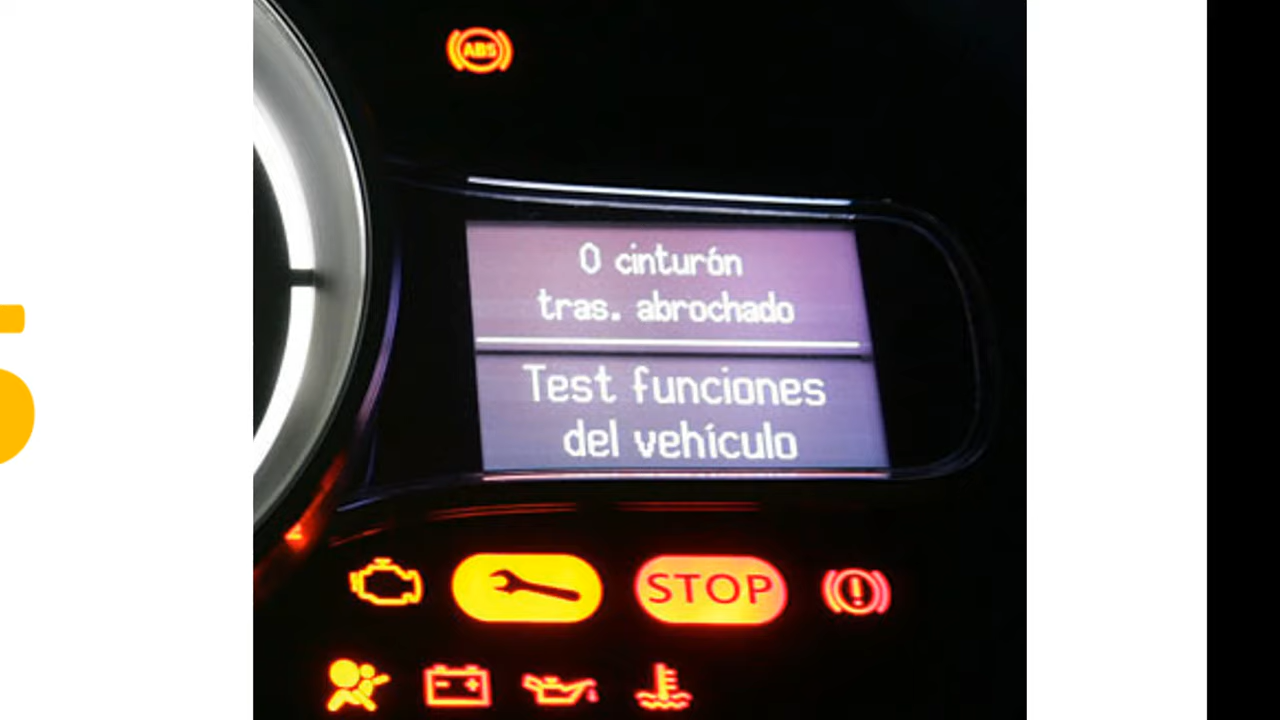 ABS
0 cinturón
tras. abrochado
Test funciones
del vehículo
STOP